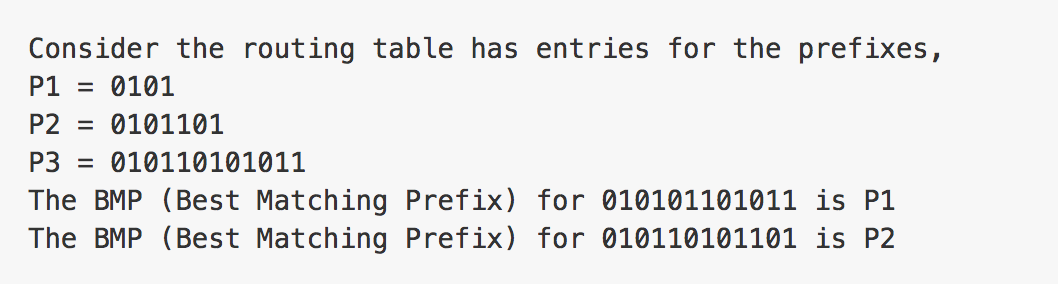 Consider the routing table has entries for the prefixes,
P1 = 0101
P2 = 0101101
P3 = 010110101011
The BMP (Best Matching Prefix) for 010101101011 is P1
The BMP (Best Matching Prefix) for 010110101101 is P2